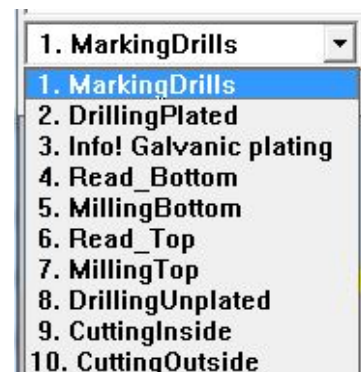 1. MarkingDrills
1. MarkingDrills
2. DrillingPlated
3. Info! Galvanic plating
4. Read_Bottom
5. MillingBottom
6. Read_Top
7. MillingTop
8. DrillingUnplated
9. CuttingInside
10. CuttingOutside